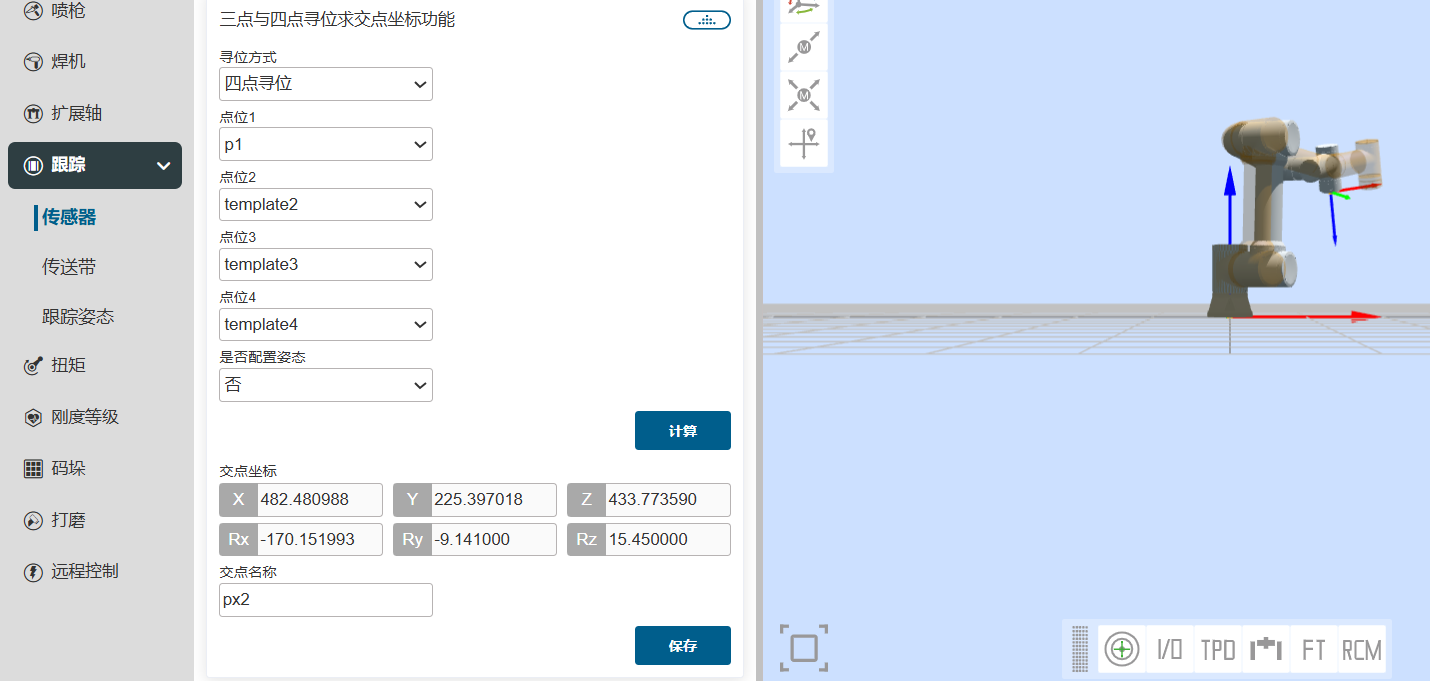 喷枪
焊机
扩展轴
跟踪
传感器
传送带
跟踪姿态
扭矩
刚度等级
码垛
打磨
远程控制
三点与四点寻位求交点坐标功能
寻位方式
四点寻位
点位1
p1
点位2
template2
点位3
template3
点位4
template4
是否配置姿态
否
计算
交点坐标
X 482.480988 Y 225.397018 Z 433.773590
Rx -170.151993 Ry -9.141000 Rz 15.450000
交点名称
px2
保存
M
M
I/O TPD FT RCM